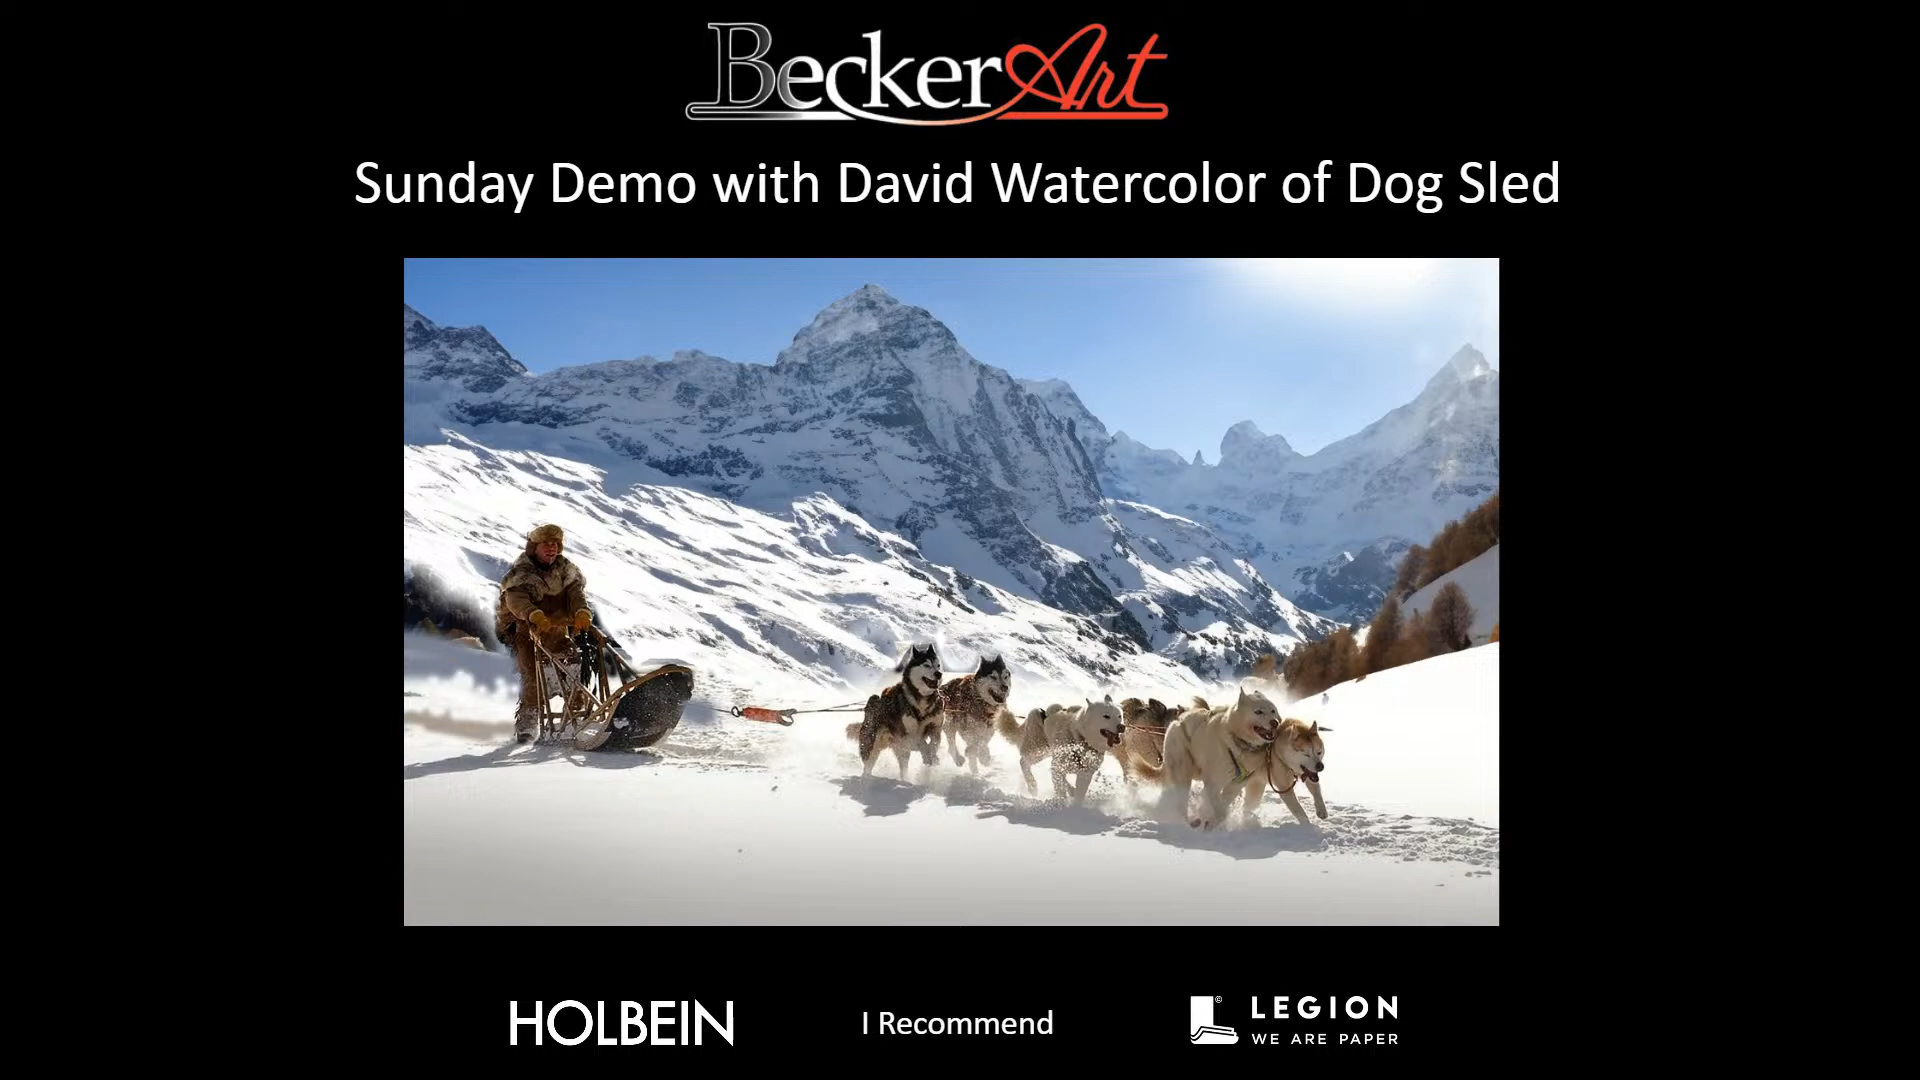 BeckerArt
Sunday Demo with David Watercolor of Dog Sled
HOLBEIN
I Recommend
© LEGION
WE ARE PAPER